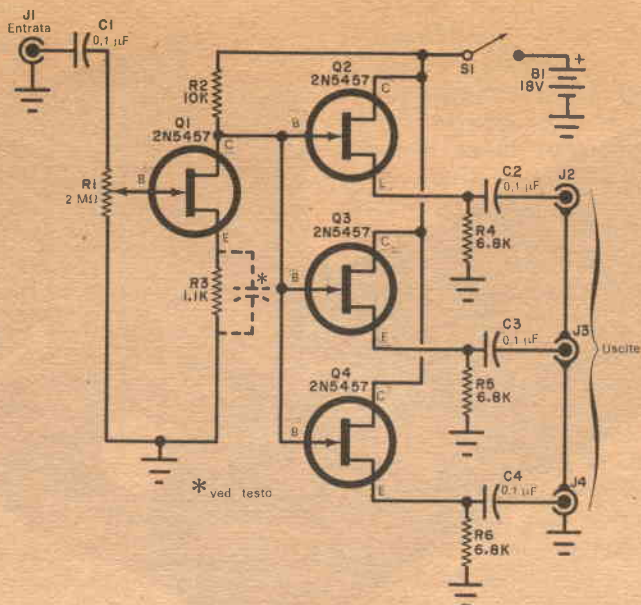 J1
Entrata
C1
0,1 µF
R1
2 MΩ
R2
10K
Q1
2N5457
B
C
E
R3
1.1K
*
Q2
2N5457
B
C
E
S1
B1
18V
+
C2
0,1 µF
J2
R4
6.8K
Q3
2N5457
B
C
E
C3
0,1 µF
J3
R5
6.8K
Uscite
Q4
2N5457
B
C
E
C4
0,1 µF
J4
R6
6.8K
* ved testo